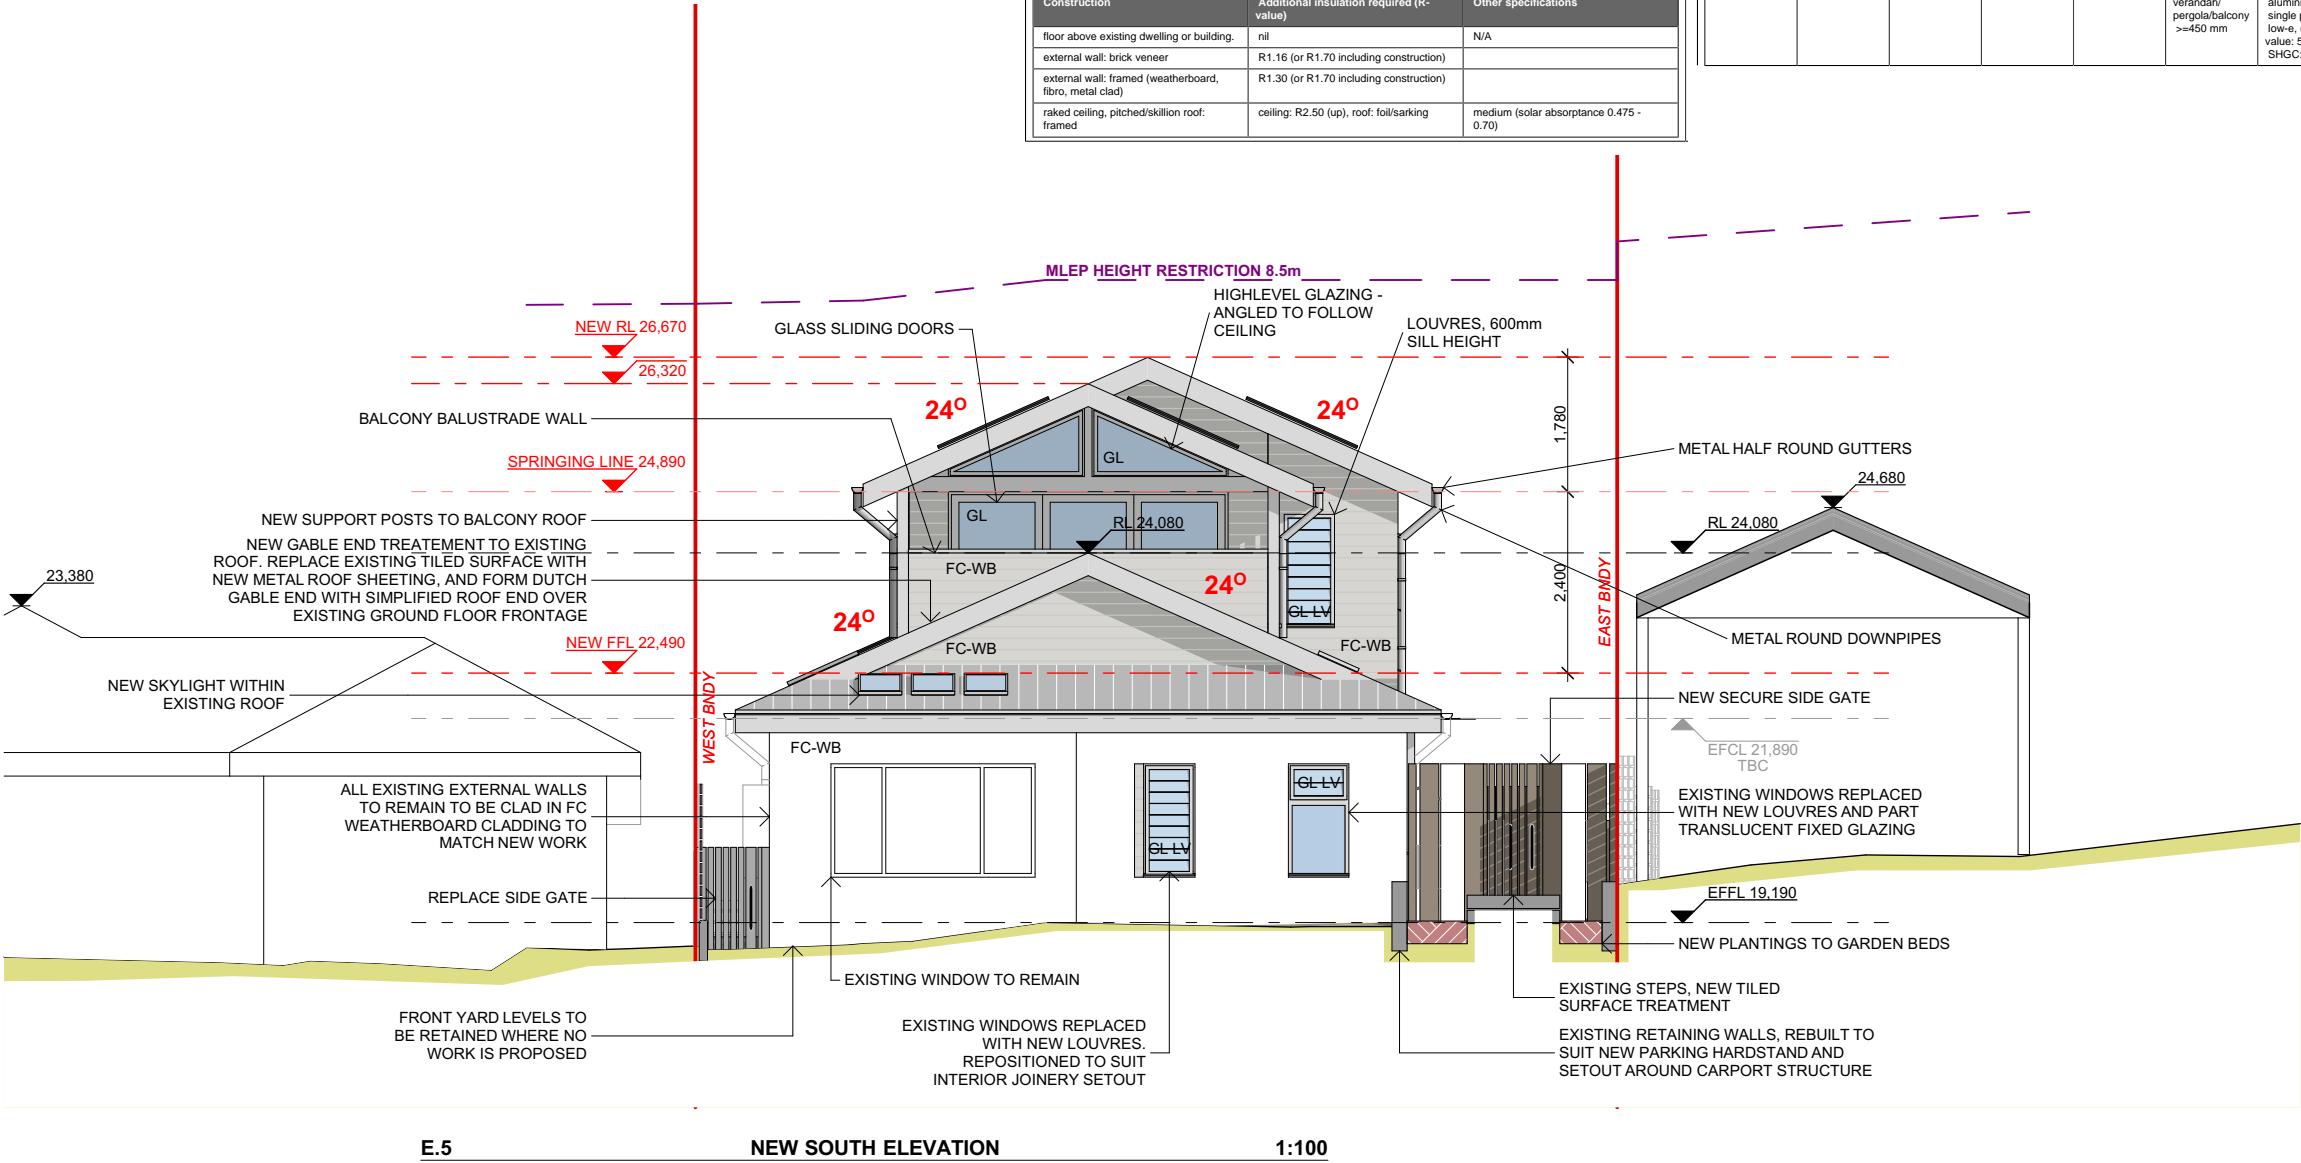 Construction
Additional insulation required (R-
value)
Other specifications
floor above existing dwelling or building.
nil
N/A
external wall: brick veneer
R1.16 (or R1.70 including construction)
external wall: framed (weatherboard,
fibro, metal clad)
R1.30 (or R1.70 including construction)
raked ceiling, pitched/skillion roof:
framed
ceiling: R2.50 (up), roof: foil/sarking
medium (solar absorptance 0.475 -
0.70)
verandah/
pergola/balcony
>=450 mm
single
low-e,
SHGC:
MLEP HEIGHT RESTRICTION 8.5m
HIGHLEVEL GLAZING -
ANGLED TO FOLLOW
CEILING
NEW RL 26,670
GLASS SLIDING DOORS
LOUVRES, 600mm
SILL HEIGHT
26,320
24°
24°
BALCONY BALUSTRADE WALL
1,780
METAL HALF ROUND GUTTERS
GL
SPRINGING LINE 24,890
24,680
NEW SUPPORT POSTS TO BALCONY ROOF
GL
RL 24,080
RL 24,080
NEW GABLE END TREATEMENT TO EXISTING
ROOF. REPLACE EXISTING TILED SURFACE WITH
NEW METAL ROOF SHEETING, AND FORM DUTCH
GABLE END WITH SIMPLIFIED ROOF END OVER
EXISTING GROUND FLOOR FRONTAGE
23,380
FC-WB
24°
2,400
EAST BNDY
GL LV
24°
NEW FFL 22,490
FC-WB
FC-WB
METAL ROUND DOWNPIPES
NEW SKYLIGHT WITHIN
EXISTING ROOF
WEST BNDY
NEW SECURE SIDE GATE
FC-WB
EFCL 21,890
TBC
ALL EXISTING EXTERNAL WALLS
TO REMAIN TO BE CLAD IN FC
WEATHERBOARD CLADDING TO
MATCH NEW WORK
GL LV
GL LV
EXISTING WINDOWS REPLACED
WITH NEW LOUVRES AND PART
TRANSLUCENT FIXED GLAZING
REPLACE SIDE GATE
EFFL 19,190
NEW PLANTINGS TO GARDEN BEDS
EXISTING WINDOW TO REMAIN
EXISTING STEPS, NEW TILED
SURFACE TREATMENT
FRONT YARD LEVELS TO
BE RETAINED WHERE NO
WORK IS PROPOSED
EXISTING WINDOWS REPLACED
WITH NEW LOUVRES.
REPOSITIONED TO SUIT
INTERIOR JOINERY SETOUT
EXISTING RETAINING WALLS, REBUILT TO
SUIT NEW PARKING HARDSTAND AND
SETOUT AROUND CARPORT STRUCTURE
E.5
NEW SOUTH ELEVATION
1:100